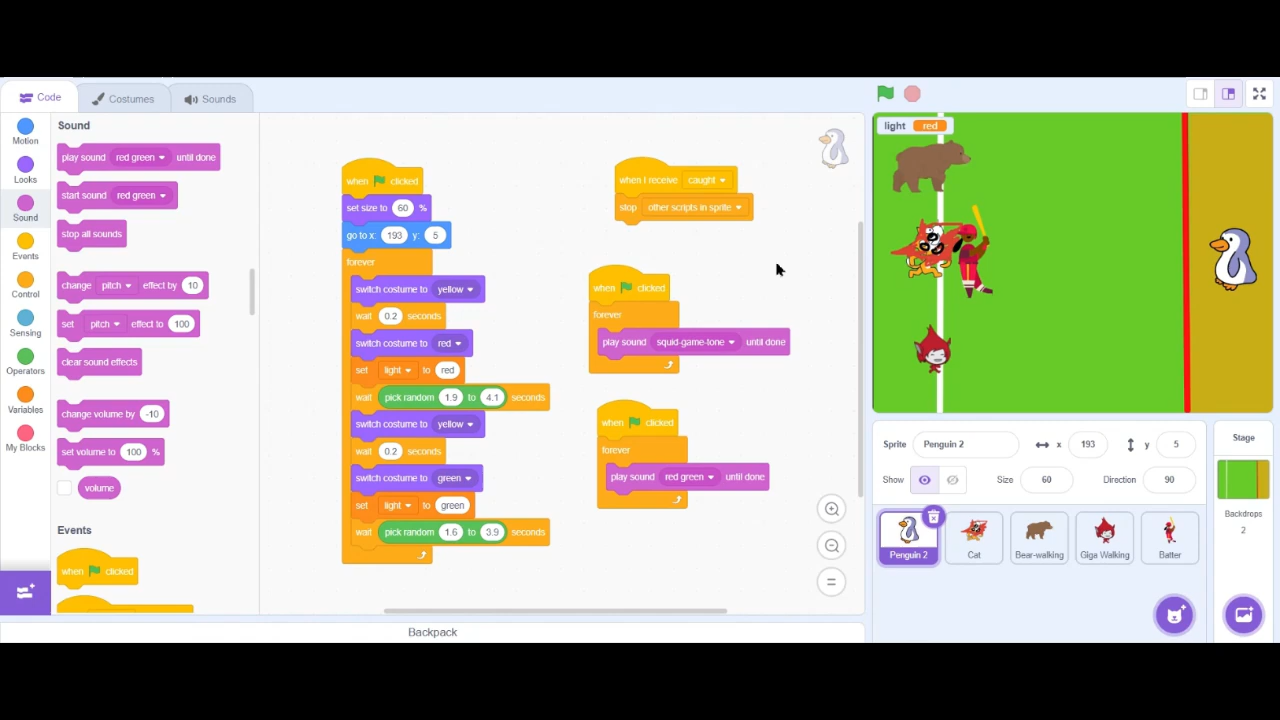 Code
Costumes
Sounds
Motion
Looks
Sound
Events
Control
Sensing
Operators
Variables
My Blocks
Sound
play sound red green until done
start sound red green
stop all sounds
change pitch effect by 10
set pitch effect to 100
clear sound effects
change volume by -10
set volume to 100 %
volume
Events
when clicked
when clicked
set size to 60 %
go to x: 193 y: 5
forever
switch costume to yellow
wait 0.2 seconds
switch costume to red
set light to red
wait pick random 1.9 to 4.1 seconds
switch costume to yellow
wait 0.2 seconds
switch costume to green
set light to green
wait pick random 1.6 to 3.9 seconds
when I receive caught
stop other scripts in sprite
when clicked
forever
play sound squid-game-tone until done
when clicked
forever
play sound red green until done
Backpack
light red
Sprite Penguin 2 x 193 y 5
Show Size 60 Direction 90
Penguin 2
Cat
Bear-walking
Giga Walking
Batter
Stage
Backdrops
2